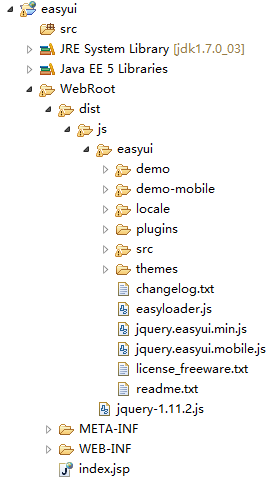 easyui
src
JRE System Library [jdk1.7.0_03]
Java EE 5 Libraries
WebRoot
dist
js
easyui
demo
demo-mobile
locale
plugins
src
themes
changelog.txt
easyloader.js
jquery.easyui.min.js
jquery.easyui.mobile.js
license_freeware.txt
readme.txt
jquery-1.11.2.js
META-INF
WEB-INF
index.jsp